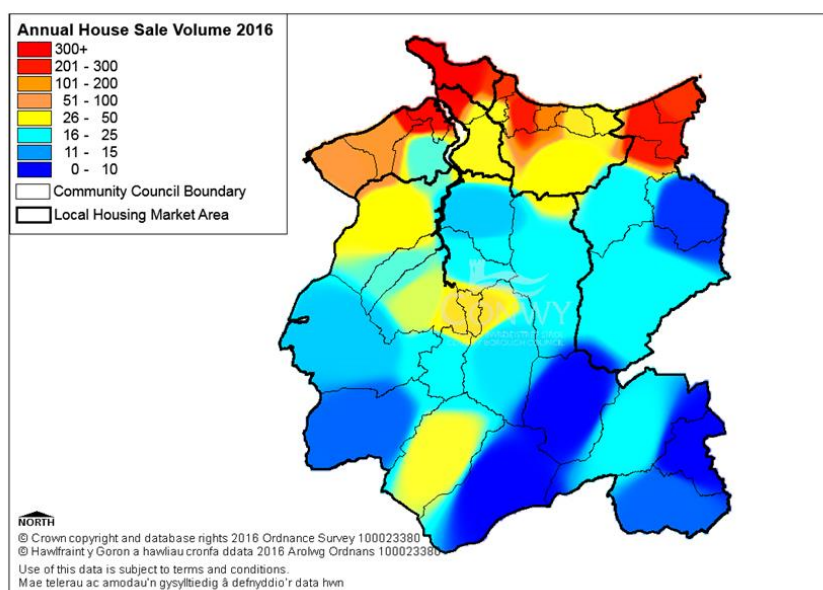 Annual House Sale Volume 2016
300+
201 - 300
101 - 200
51 - 100
26 - 50
16 - 25
11 - 15
0 - 10
Community Council Boundary
Local Housing Market Area
CONWY
NORTH
© Crown copyright and database rights 2016 Ordnance Survey 100023380
© Hawlfraint y Goron a hawliau cronfa ddata 2016 Arolwg Ordnans 100023380
Use of this data is subject to terms and conditions.
Mae telerau ac amodau'n gysylltiedig â defnyddio'r data hwn